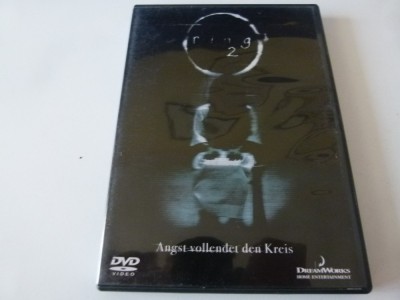 ring
2
Angst vollendet den Kreis
DVD
VIDEO
DREAMWORKS
HOME ENTERTAINMENT